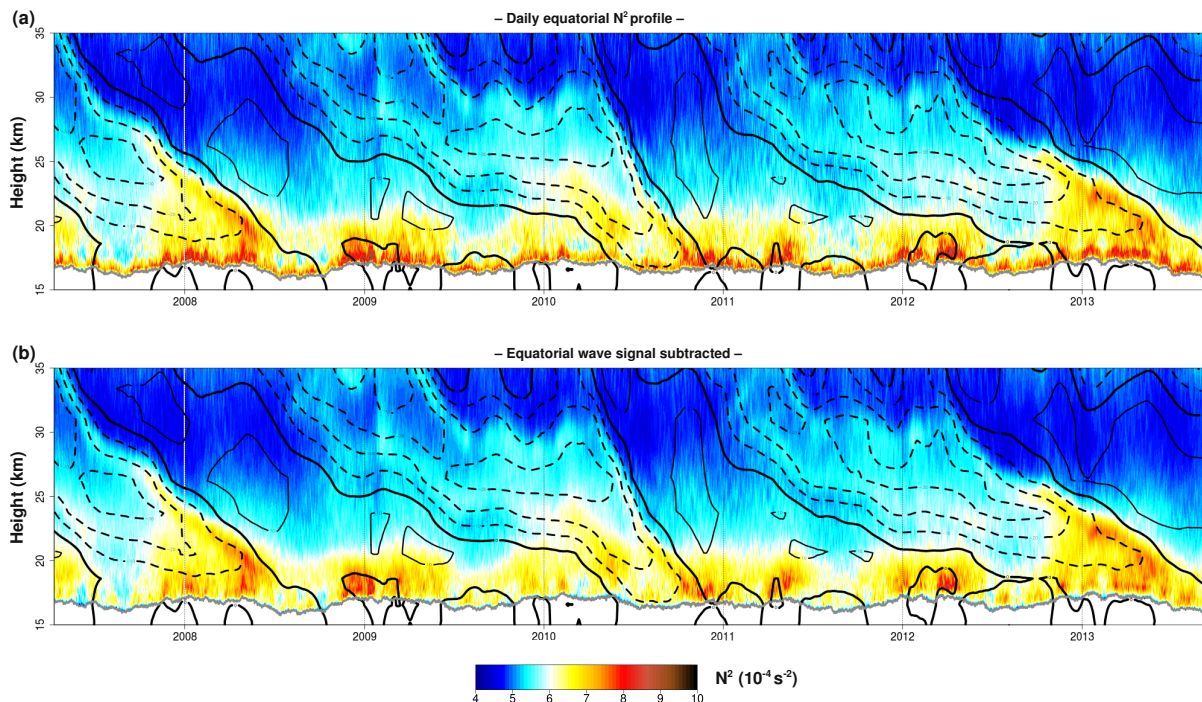 (a)
– Daily equatorial N² profile –
Height (km)
35
30
25
20
15
2008
2009
2010
2011
2012
2013
(b)
– Equatorial wave signal subtracted –
Height (km)
35
30
25
20
15
2008
2009
2010
2011
2012
2013
4 5 6 7 8 9 10
N² (10⁻⁴ s⁻²)